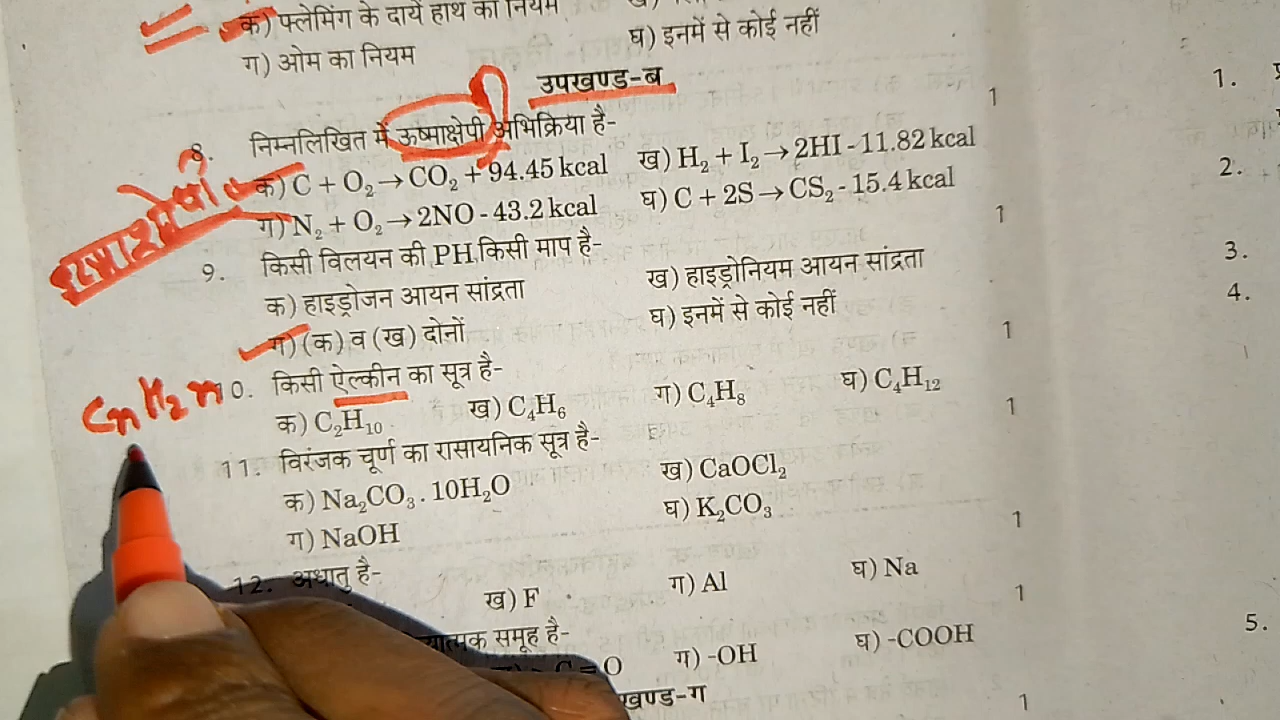 क) फ्लेमिंग के दायें हाथ का नियम
ग) ओम का नियम घ) इनमें से कोई नहीं
उपखण्ड-ब
8. निम्नलिखित में ऊष्माक्षेपी अभिक्रिया है- 1
क) C + O₂ → CO₂ + 94.45 kcal ख) H₂ + I₂ → 2HI - 11.82 kcal
ग) N₂ + O₂ → 2NO - 43.2 kcal घ) C + 2S → CS₂ - 15.4 kcal
9. किसी विलयन की PH किसी माप है- 1
क) हाइड्रोजन आयन सांद्रता ख) हाइड्रोनियम आयन सांद्रता
ग) (क) व (ख) दोनों घ) इनमें से कोई नहीं
CnH2n
10. किसी ऐल्कीन का सूत्र है- 1
क) C₂H₁₀ ख) C₄H₆ ग) C₄H₈ घ) C₄H₁₂
11. विरंजक चूर्ण का रासायनिक सूत्र है- 1
क) Na₂CO₃ . 10H₂O ख) CaOCl₂
ग) NaOH घ) K₂CO₃
12. अधातु है- 1
ख) F ग) Al घ) Na
समूह है- 1
C = O ग) -OH घ) -COOH
खण्ड-ग
1
1.
2.
3.
4.
5.